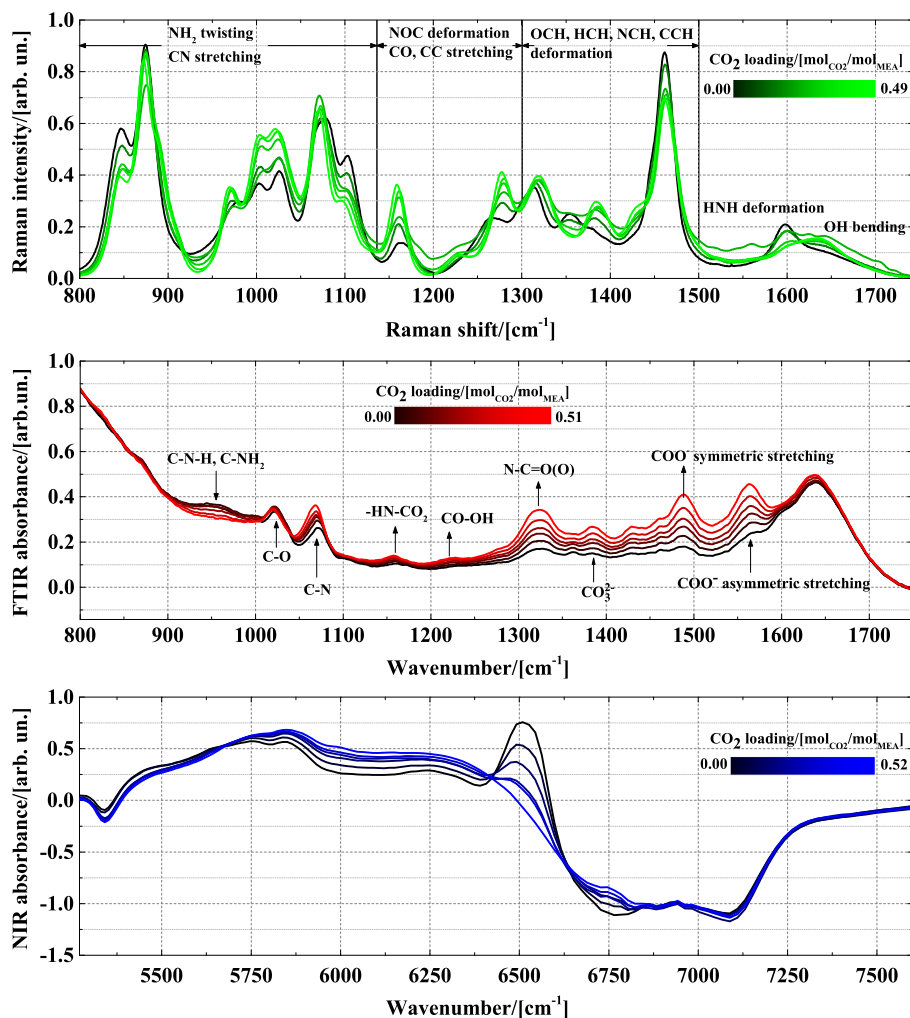 1.0
0.8
0.6
0.4
0.2
0.0
Raman intensity/[arb. un.]
NH2 twisting
CN stretching
NOC deformation
CO, CC stretching
OCH, HCH, NCH, CCH
deformation
CO2 loading/[molCO2/molMEA]
0.00 0.49
HNH deformation
OH bending
800 900 1000 1100 1200 1300 1400 1500 1600 1700
Raman shift/[cm-1]
1.0
0.8
0.6
0.4
0.2
0.0
FTIR absorbance/[arb.un.]
CO2 loading/[molCO2/molMEA]
0.00 0.51
C-N-H, C-NH2
C-O
C-N
-HN-CO2
CO-OH
N-C=O(O)
CO3^2-
COO- symmetric stretching
COO- asymmetric stretching
800 900 1000 1100 1200 1300 1400 1500 1600 1700
Wavenumber/[cm-1]
1.0
0.5
0.0
-0.5
-1.0
-1.5
NIR absorbance/[arb. un.]
CO2 loading/[molCO2/molMEA]
0.00 0.52
5500 5750 6000 6250 6500 6750 7000 7250 7500
Wavenumber/[cm-1]